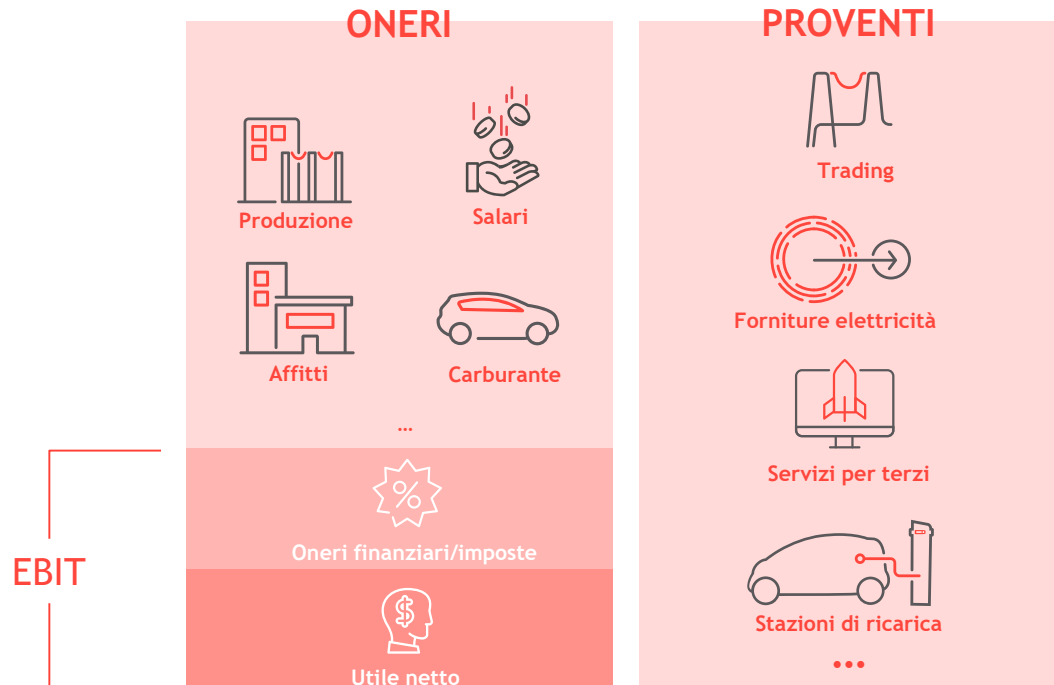 ONERI
Produzione
Salari
Affitti
Carburante
...
%
Oneri finanziari/imposte
$
Utile netto
EBIT
PROVENTI
Trading
Forniture elettricità
Servizi per terzi
Stazioni di ricarica
...